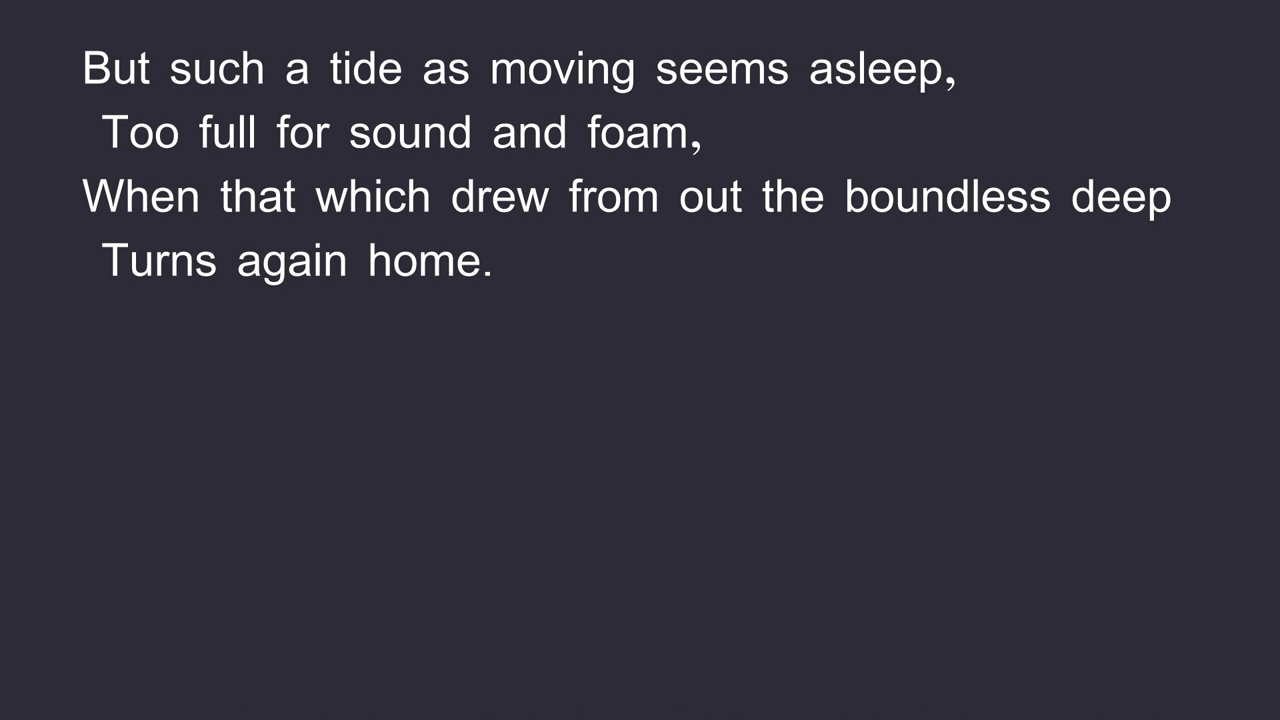 But such a tide as moving seems asleep,
Too full for sound and foam,
When that which drew from out the boundless deep
Turns again home.